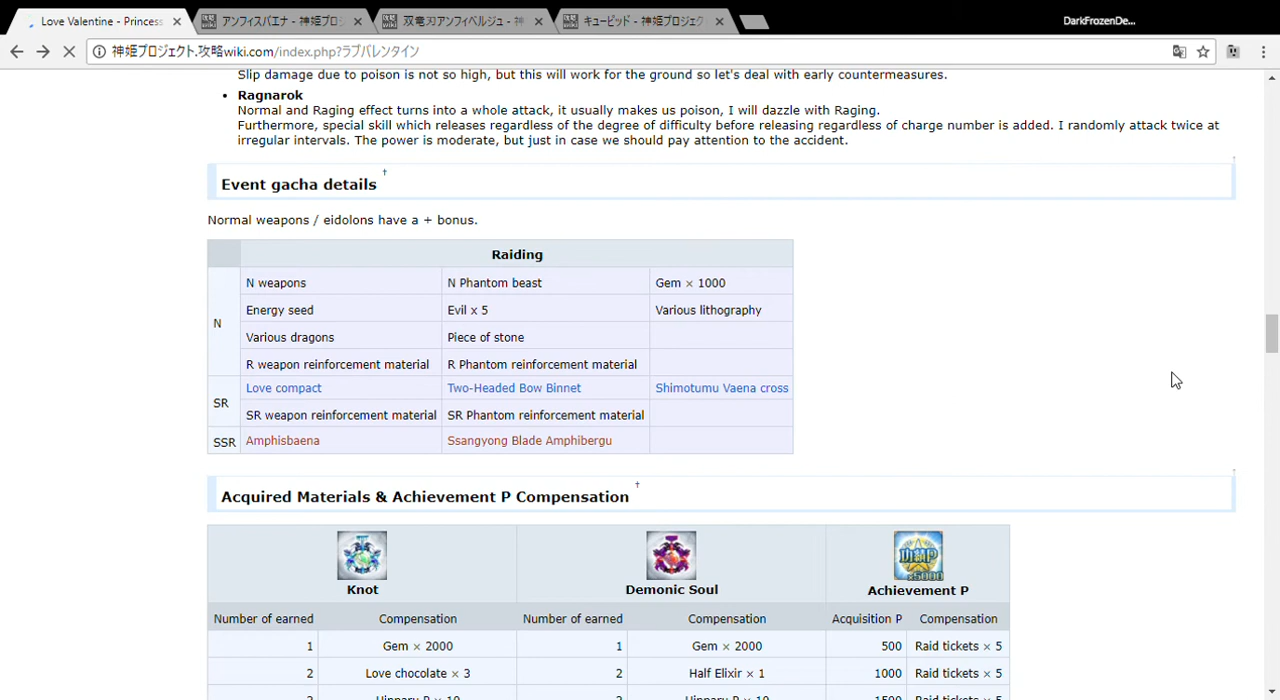 Love Valentine - Princess
アンフィスバエナ - 神姫プロジ
双竜刃アンフィベルジュ - 神
キューピッド - 神姫プロジェク
DarkFrozenDe...
神姫プロジェクト.攻略wiki.com/index.php?ラブバレンタイン
Slip damage due to poison is not so high, but this will work for the ground so let's deal with early countermeasures.
• Ragnarok
Normal and Raging effect turns into a whole attack, it usually makes us poison, I will dazzle with Raging.
Furthermore, special skill which releases regardless of the degree of difficulty before releasing regardless of charge number is added. I randomly attack twice at
irregular intervals. The power is moderate, but just in case we should pay attention to the accident.
Event gacha details †
Normal weapons / eidolons have a + bonus.
Raiding
N weapons N Phantom beast Gem × 1000
Energy seed Evil x 5 Various lithography
N
Various dragons Piece of stone
R weapon reinforcement material R Phantom reinforcement material
Love compact Two-Headed Bow Binnet Shimotumu Vaena cross
SR
SR weapon reinforcement material SR Phantom reinforcement material
SSR Amphisbaena Ssangyong Blade Amphibergu
Acquired Materials & Achievement P Compensation †
x5000
Knot Demonic Soul Achievement P
Number of earned Compensation Number of earned Compensation Acquisition P Compensation
1 Gem × 2000 1 Gem × 2000 500 Raid tickets × 5
2 Love chocolate × 3 2 Half Elixir × 1 1000 Raid tickets × 5